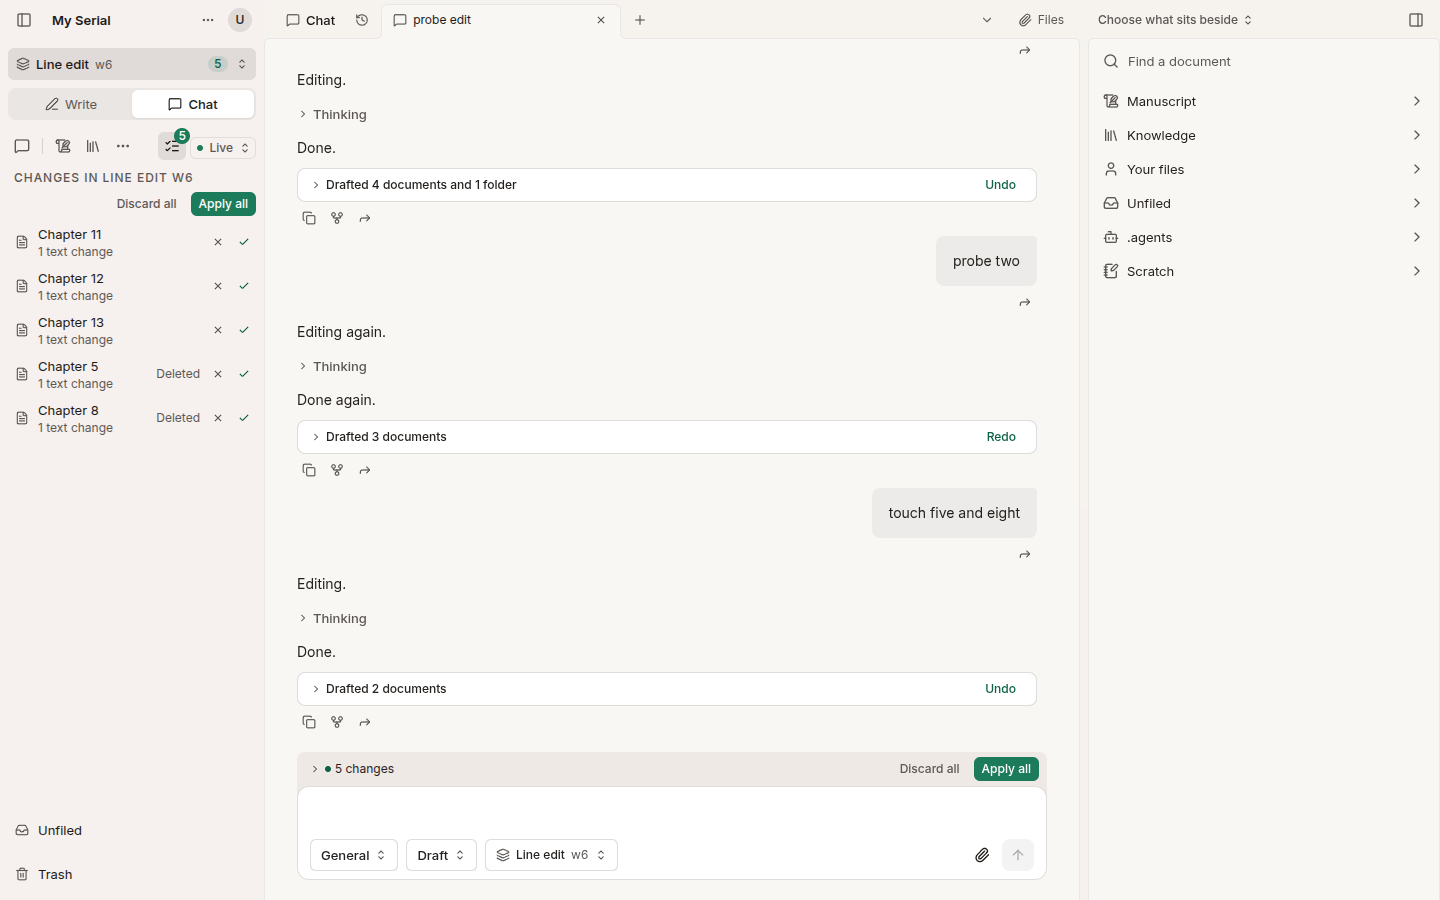 My Serial
U
Line edit w6
5
Write
Chat
5
Live
CHANGES IN LINE EDIT W6
Discard all
Apply all
Chapter 11
1 text change
Chapter 12
1 text change
Chapter 13
1 text change
Chapter 5
1 text change
Deleted
Chapter 8
1 text change
Deleted
Unfiled
Trash
Chat
probe edit
Files
Editing.
Thinking
Done.
Drafted 4 documents and 1 folder
Undo
probe two
Editing again.
Thinking
Done again.
Drafted 3 documents
Redo
touch five and eight
Editing.
Thinking
Done.
Drafted 2 documents
Undo
5 changes
Discard all
Apply all
General
Draft
Line edit w6
Choose what sits beside
Find a document
Manuscript
Knowledge
Your files
Unfiled
.agents
Scratch